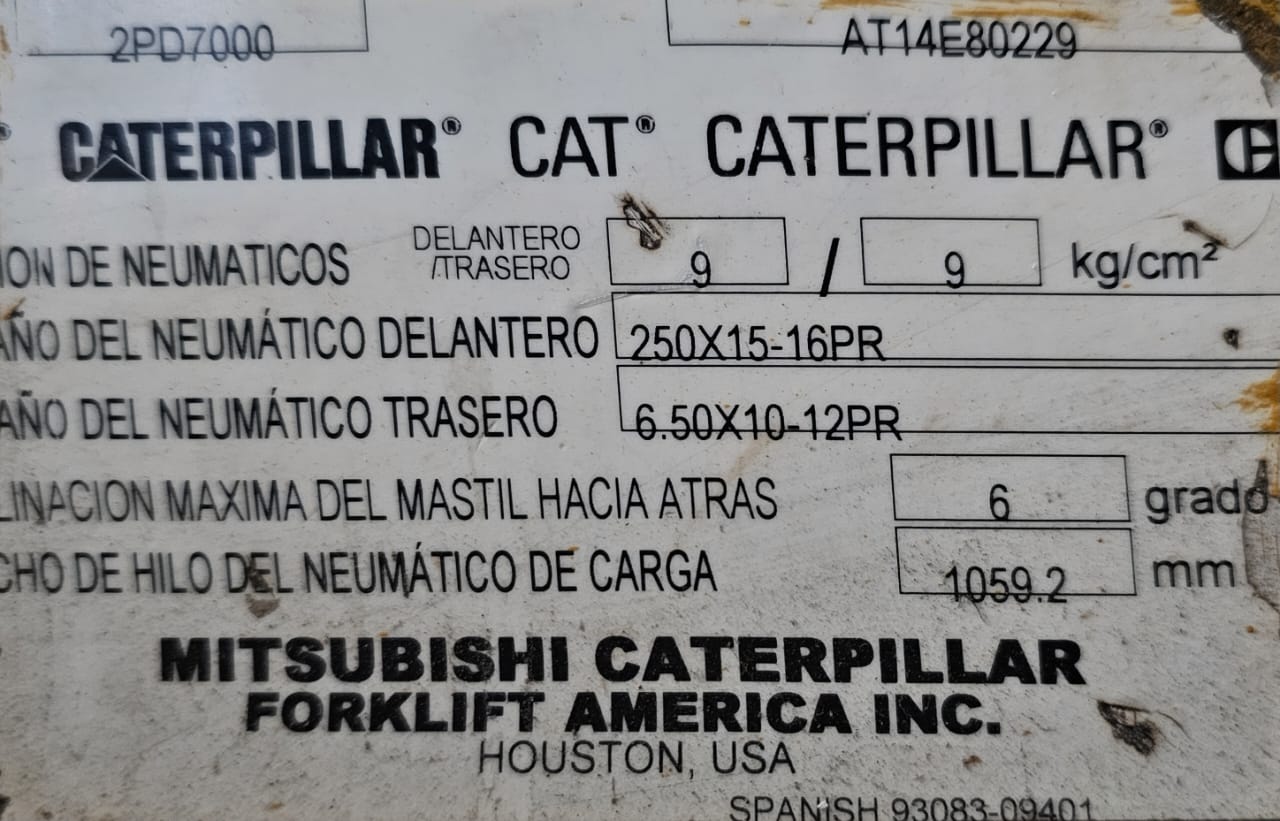 2PD7000 AT14E80229
CATERPILLAR® CAT® CATERPILLAR®
ION DE NEUMATICOS DELANTERO /TRASERO 9 / 9 kg/cm²
AÑO DEL NEUMÁTICO DELANTERO 250X15-16PR
AÑO DEL NEUMÁTICO TRASERO 6.50X10-12PR
LINACION MAXIMA DEL MASTIL HACIA ATRAS 6 grado
CHO DE HILO DEL NEUMÁTICO DE CARGA 1059.2 mm
MITSUBISHI CATERPILLAR
FORKLIFT AMERICA INC.
HOUSTON, USA
SPANISH 93083-09401